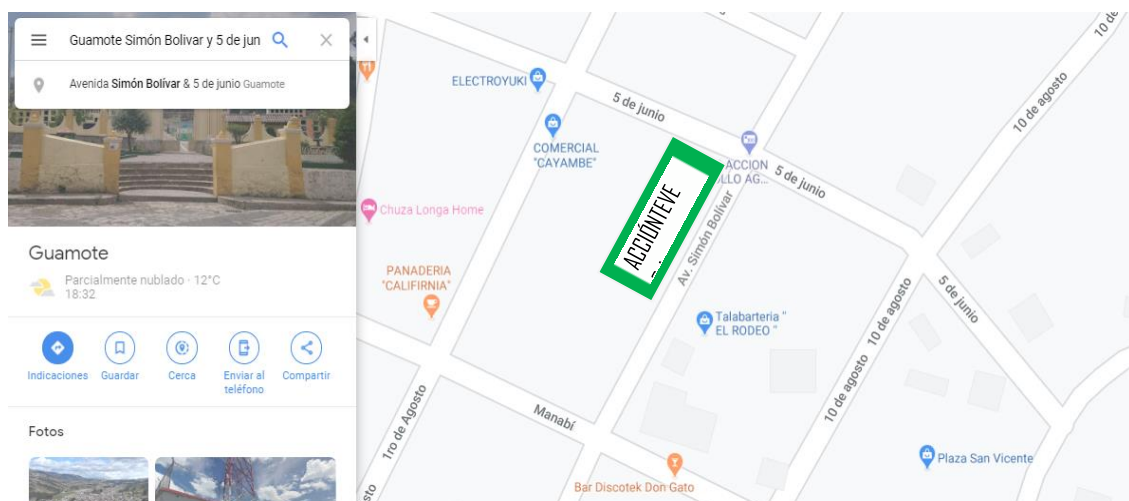 Guamote Simón Bolivar y 5 de jun
Avenida Simón Bolívar & 5 de junio Guamote
Guamote
Parcialmente nublado · 12°C
18:32
Indicaciones
Guardar
Cerca
Enviar al
teléfono
Compartir
Fotos
10 de
ELECTROYUKI
5 de junio
10 de agosto
COMERCIAL
"CAYAMBE"
ACCION
LLO AG...
5 de junio
ACCIÓNTEVE
Chuza Longa Home
Av. Simón Bolívar
PANADERIA
"CALIFIRNIA"
10 de agosto
5 de junio
Talabarteria "
EL RODEO "
10 de agosto
1ro de Agosto
Manabí
Plaza San Vicente
Bar Discotek Don Gato